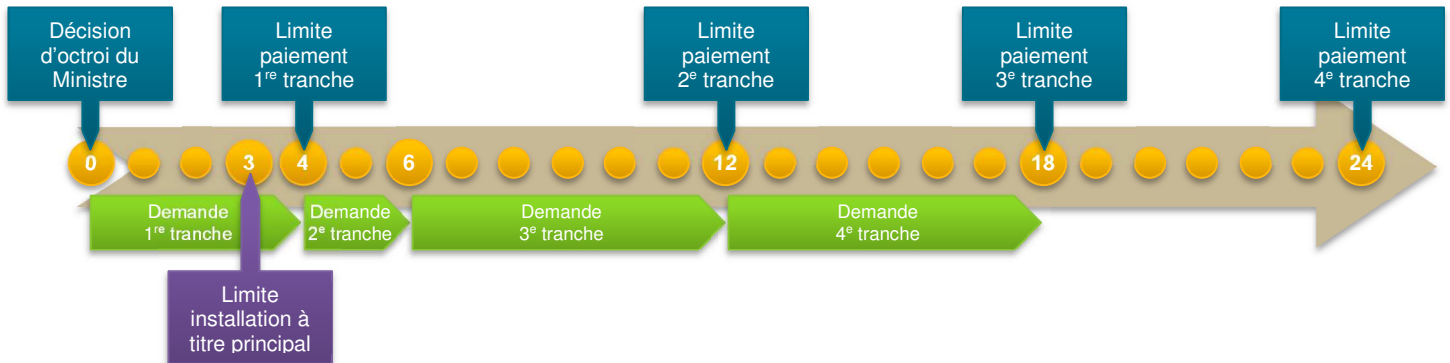 Décision
d’octroi du
Ministre
Limite
paiement
1re tranche
Limite
paiement
2e tranche
Limite
paiement
3e tranche
Limite
paiement
4e tranche
0 3 4 6 12 18 24
Demande
1re tranche
Demande
2e tranche
Demande
3e tranche
Demande
4e tranche
Limite
installation à
titre principal